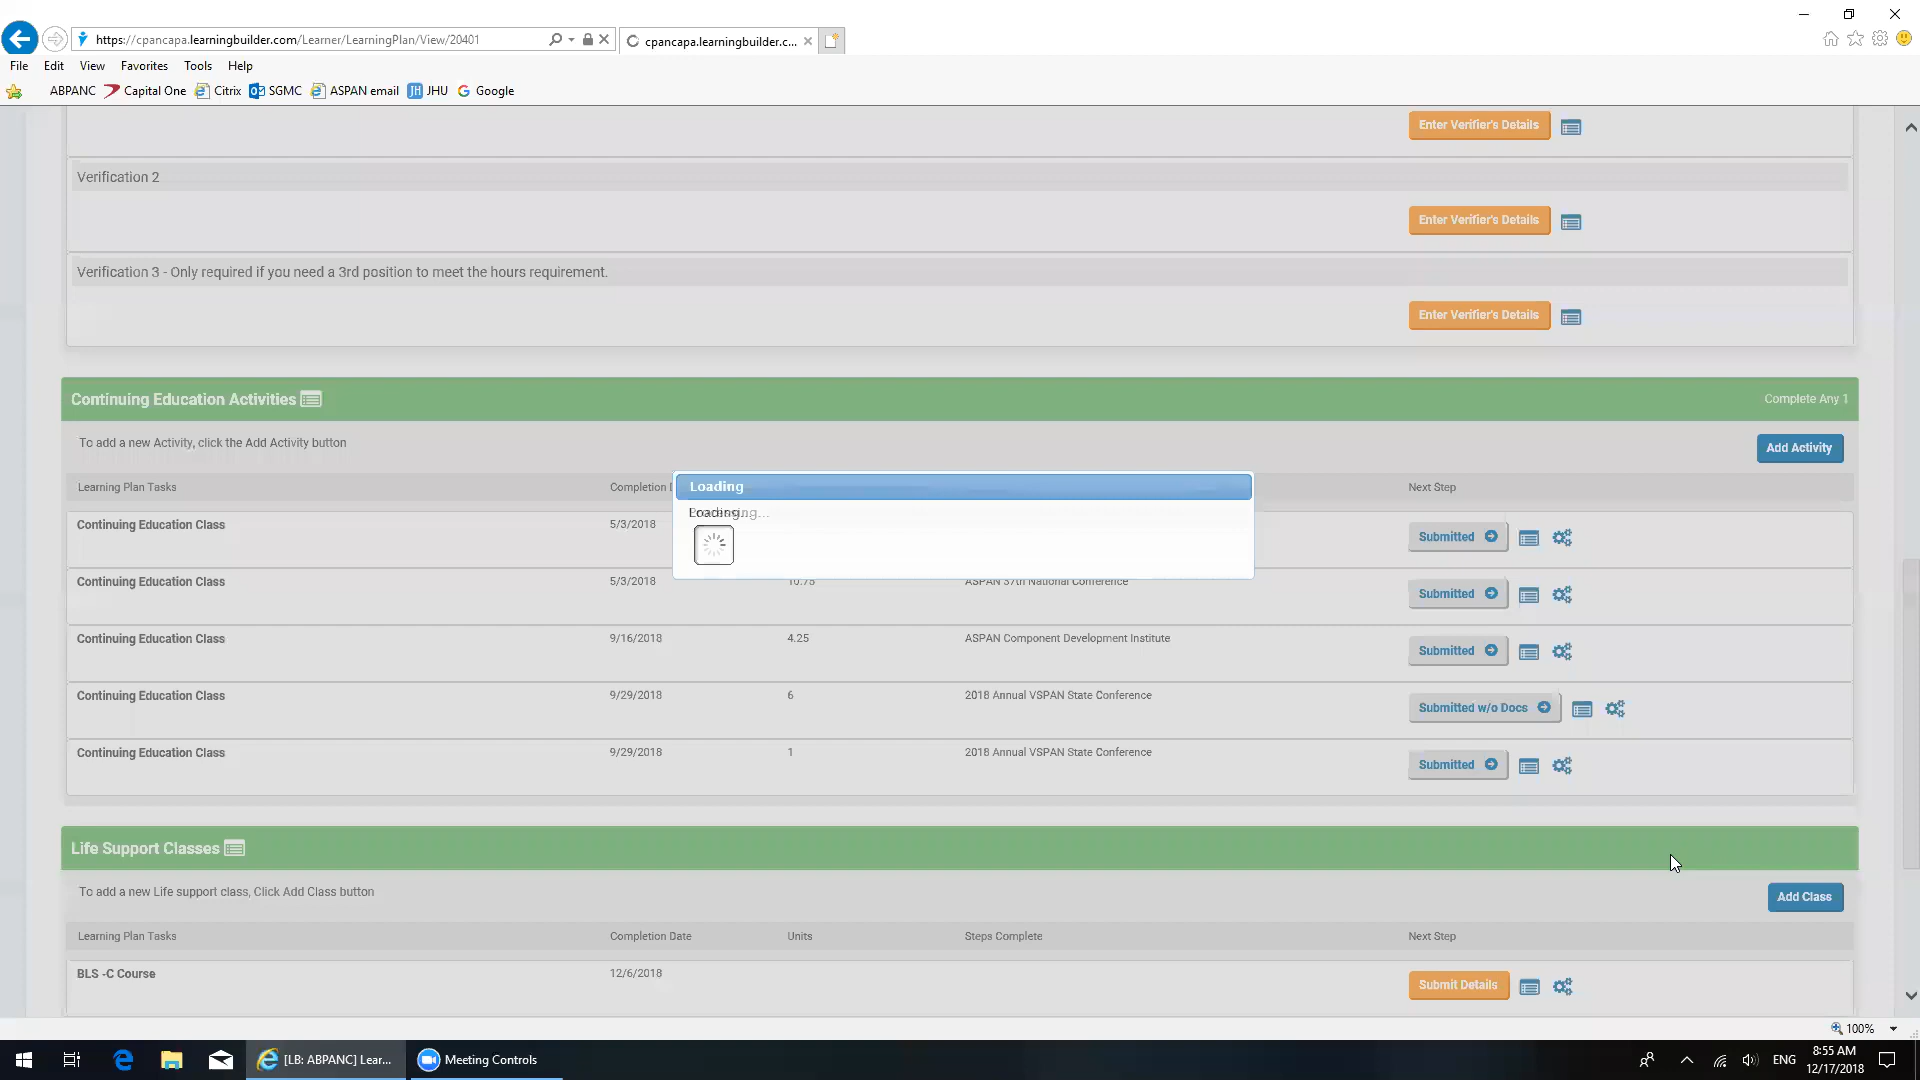 https://cpancapa.learningbuilder.com/Learner/LearningPlan/View/20401
cpancapa.learningbuilder.c...
File Edit View Favorites Tools Help
ABPANC Capital One Citrix SGMC ASPAN email JH JHU Google
Enter Verifier's Details
Verification 2
Enter Verifier's Details
Verification 3 - Only required if you need a 3rd position to meet the hours requirement.
Enter Verifier's Details
Continuing Education Activities Complete Any 1
To add a new Activity, click the Add Activity button
Add Activity
Learning Plan Tasks Completion Next Step
Loading
Loading...
Continuing Education Class 5/3/2018 Submitted
Continuing Education Class 5/3/2018 10.75 ASPAN 37th National Conference Submitted
Continuing Education Class 9/16/2018 4.25 ASPAN Component Development Institute Submitted
Continuing Education Class 9/29/2018 6 2018 Annual VSPAN State Conference Submitted w/o Docs
Continuing Education Class 9/29/2018 1 2018 Annual VSPAN State Conference Submitted
Life Support Classes
To add a new Life support class, Click Add Class button
Add Class
Learning Plan Tasks Completion Date Units Steps Complete Next Step
BLS -C Course 12/6/2018 Submit Details
100%
[LB: ABPANC] Lear... Meeting Controls ENG 8:55 AM
12/17/2018